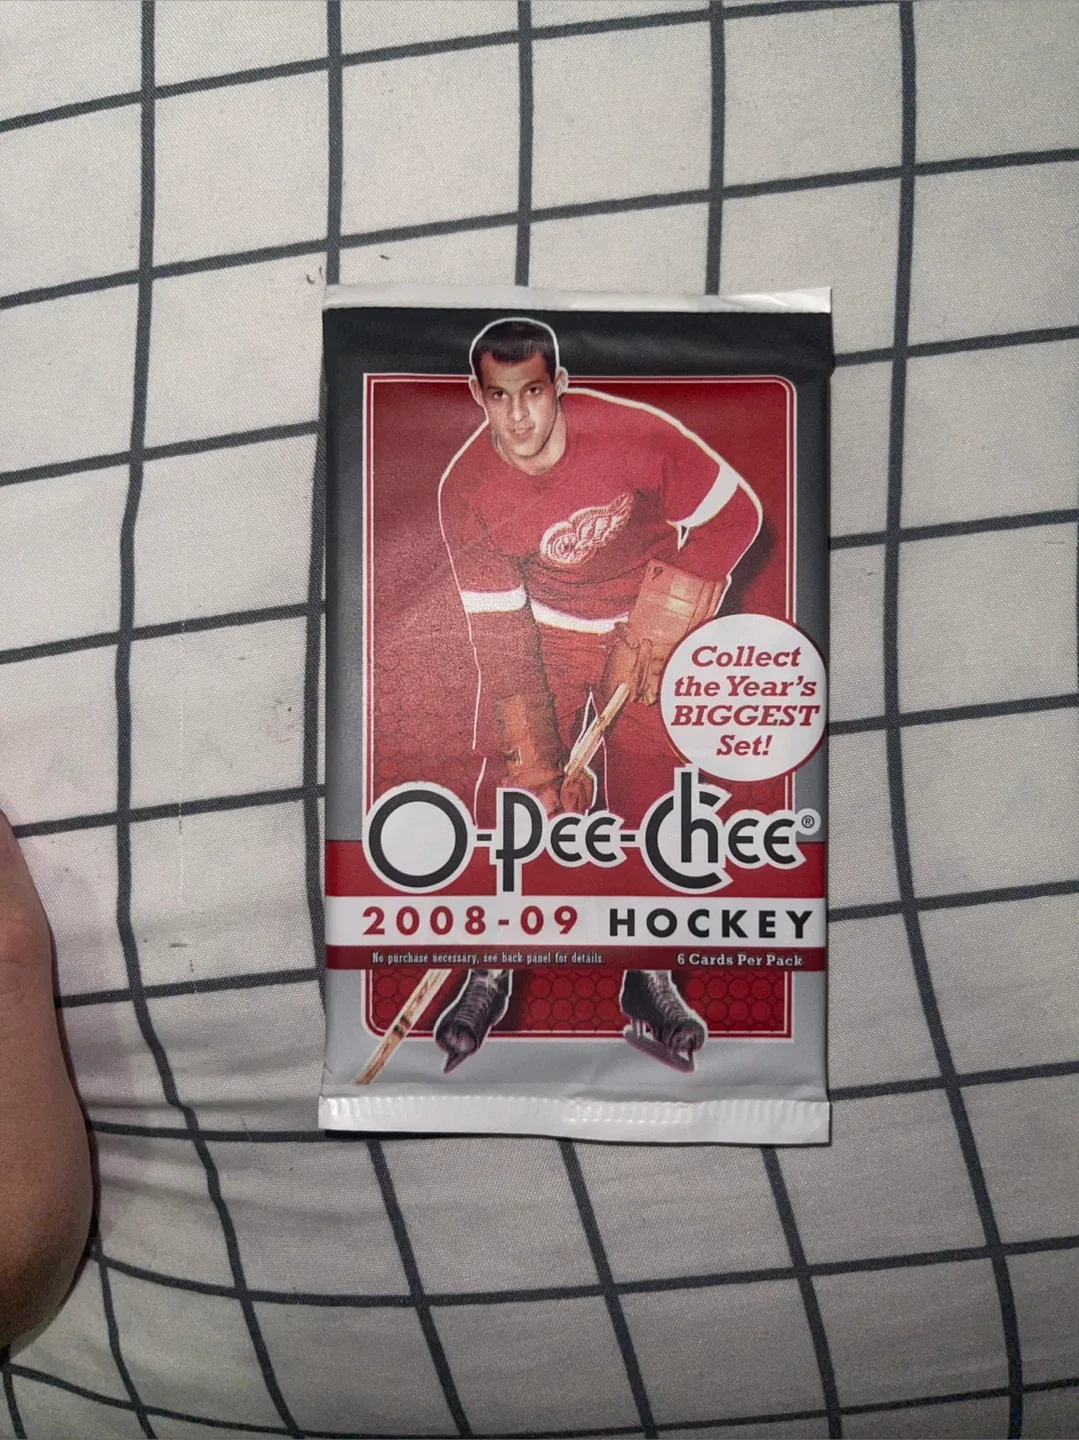 Collect
the Year's
BIGGEST
Set!
O-Pee-Chee®
2008-09 HOCKEY
No purchase necessary, see back panel for details.
6 Cards Per Pack